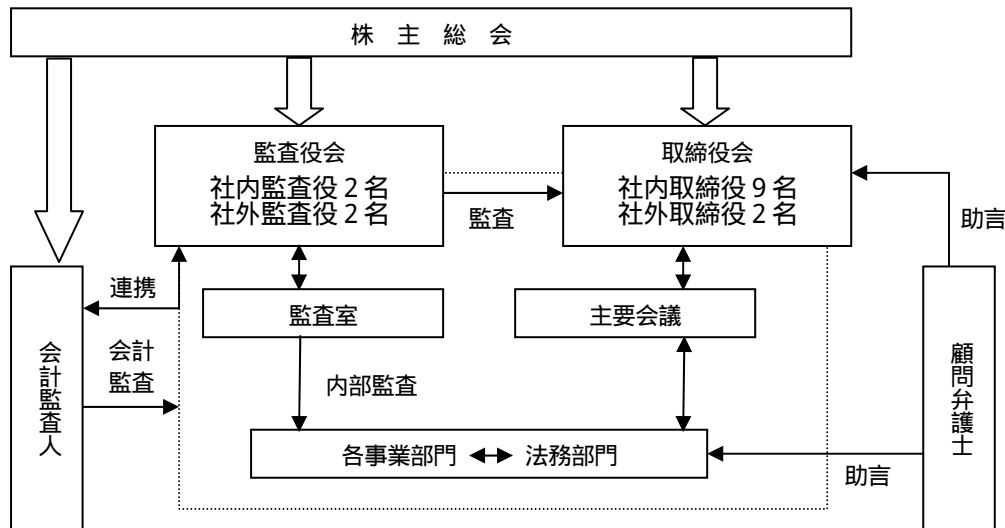 株 主 総 会
監査役会
社内監査役 2 名
社外監査役 2 名
取締役会
社内取締役 9 名
社外取締役 2 名
監査
助言
連携
監査室
主要会議
会計
監査
内部監査
会計監査人
顧問弁護士
各事業部門
法務部門
助言